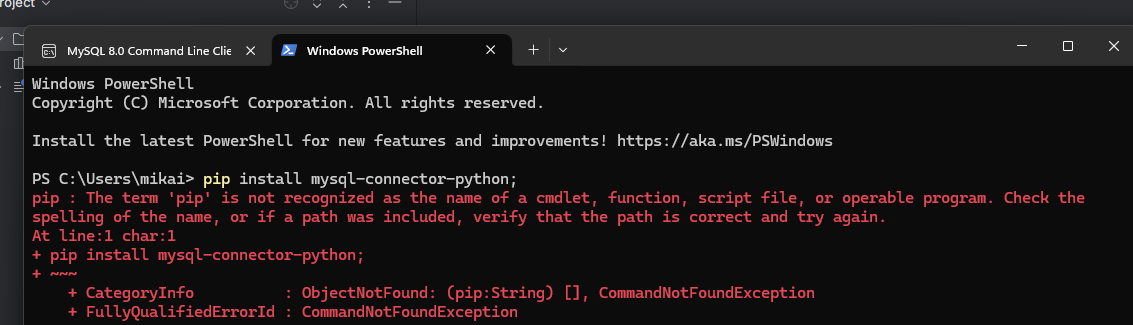 roject
MySQL 8.0 Command Line Clie
Windows PowerShell
Windows PowerShell
Copyright (C) Microsoft Corporation. All rights reserved.
Install the latest PowerShell for new features and improvements! https://aka.ms/PSWindows
PS C:\Users\mikai> pip install mysql-connector-python;
pip : The term 'pip' is not recognized as the name of a cmdlet, function, script file, or operable program. Check the
spelling of the name, or if a path was included, verify that the path is correct and try again.
At line:1 char:1
+ pip install mysql-connector-python;
+ ~~~
    + CategoryInfo          : ObjectNotFound: (pip:String) [], CommandNotFoundException
    + FullyQualifiedErrorId : CommandNotFoundException